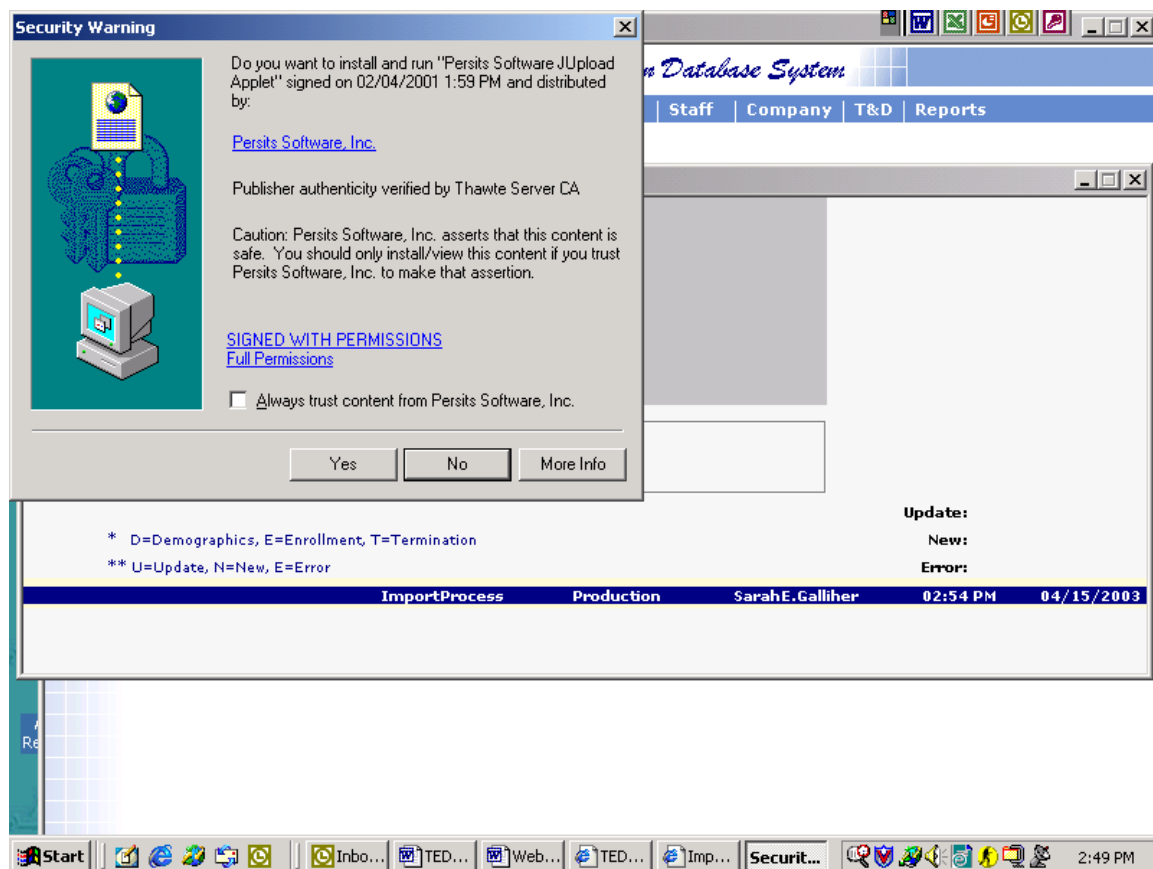 Security Warning
Do you want to install and run "Persits Software JUpload
Applet" signed on 02/04/2001 1:59 PM and distributed
by:
Persits Software, Inc.
Publisher authenticity verified by Thawte Server CA
Caution: Persits Software, Inc. asserts that this content is
safe. You should only install/view this content if you trust
Persits Software, Inc. to make that assertion.
SIGNED WITH PERMISSIONS
Full Permissions
Always trust content from Persits Software, Inc.
Yes No More Info
n Database System
Staff | Company | T&D | Reports
Update:
* D=Demographics, E=Enrollment, T=Termination New:
** U=Update, N=New, E=Error Error:
ImportProcess Production SarahE.Galliher 02:54 PM 04/15/2003
Re
Start Inbo... TED... Web... TED... Imp... Securit... 2:49 PM